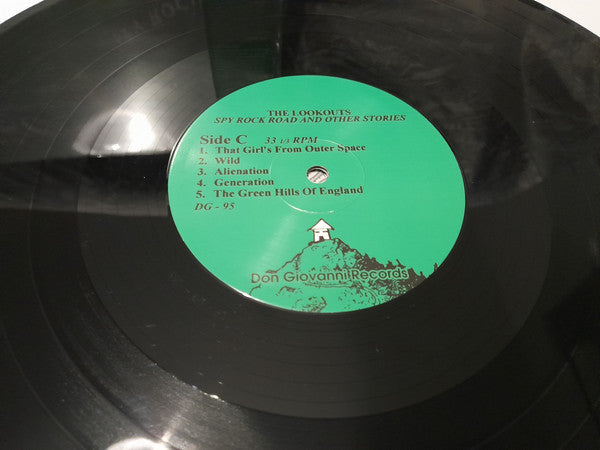 THE LOOKOUTS
SPY ROCK ROAD AND OTHER STORIES
Side C 33 1/3 RPM
1. That Girl's From Outer Space
2. Wild
3. Alienation
4. Generation
5. The Green Hills Of England
DG - 95
Don Giovanni Records